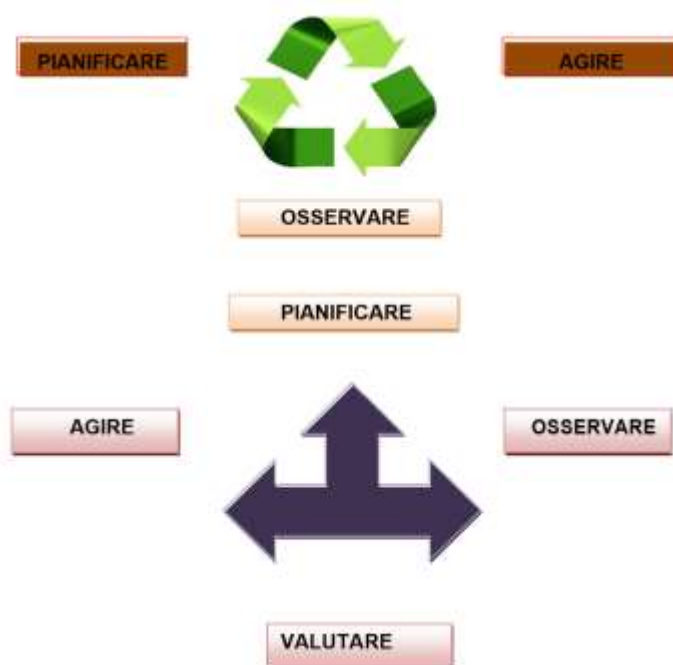 PIANIFICARE
AGIRE
OSSERVARE
PIANIFICARE
AGIRE
OSSERVARE
VALUTARE